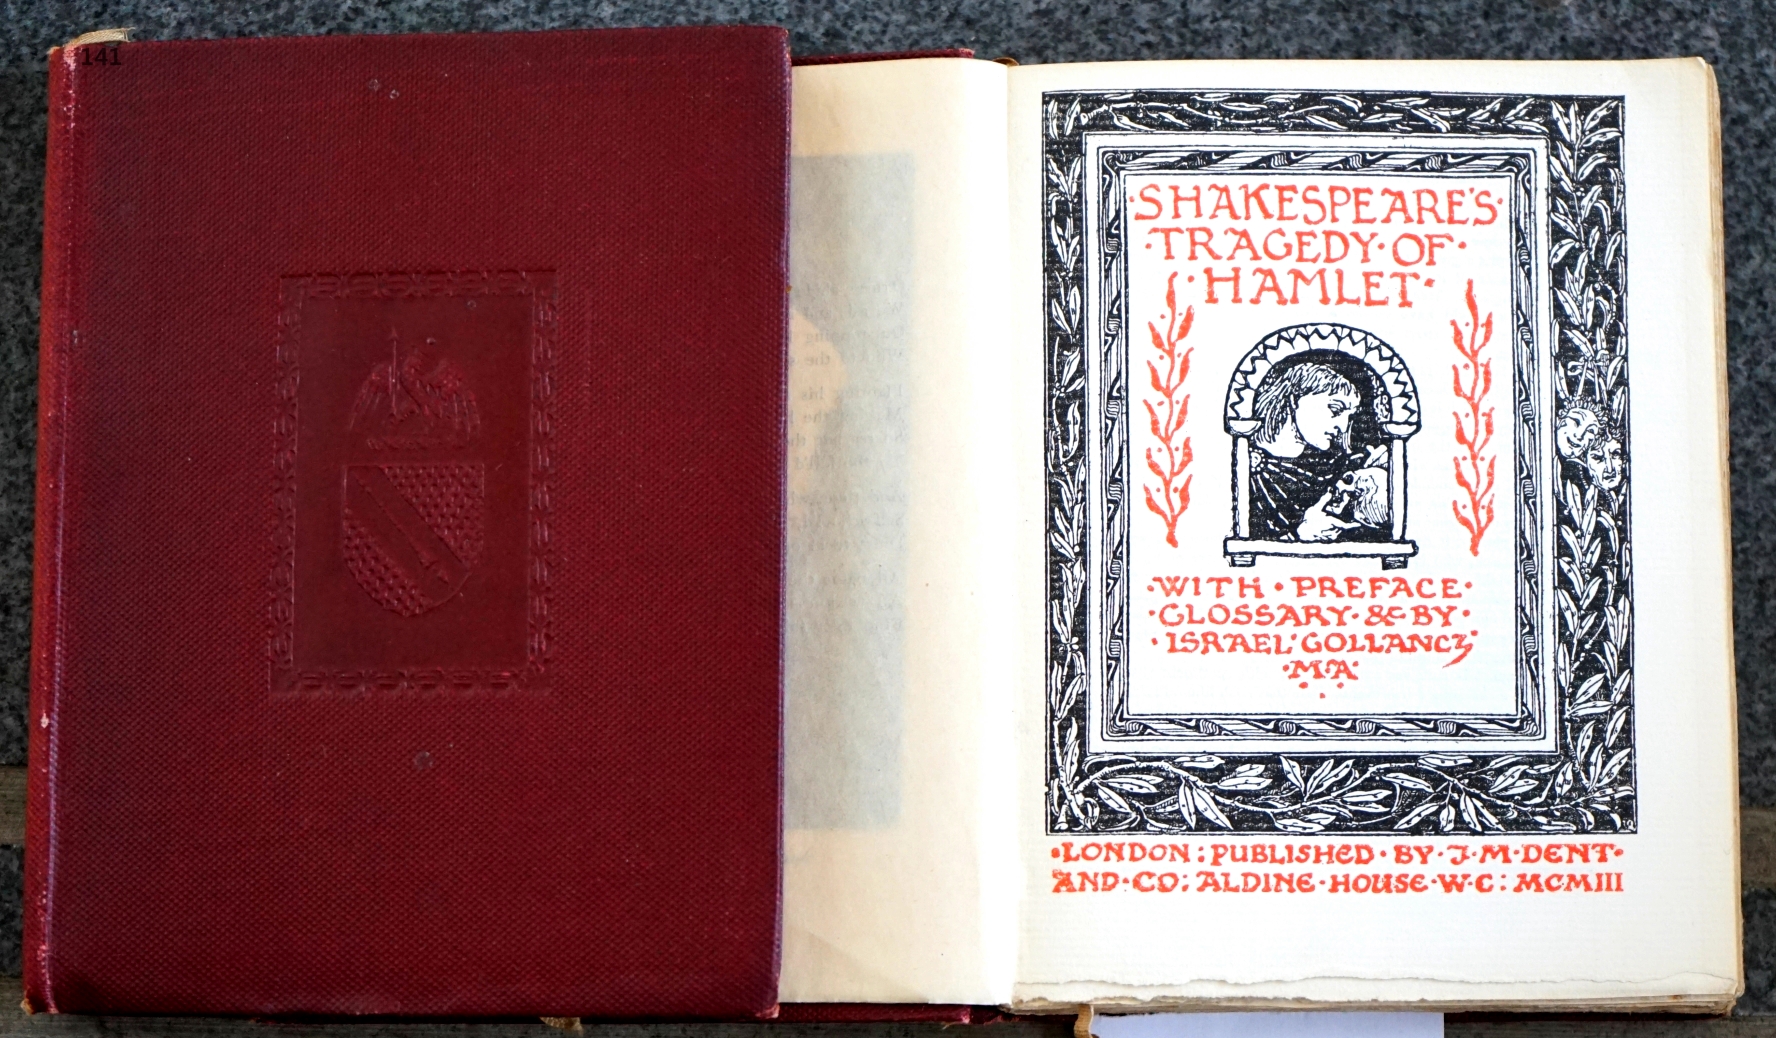 141
·SHAKESPEARE'S·
·TRAGEDY·OF·
·HAMLET·
·WITH·PREFACE·
·GLOSSARY·&C·BY·
·ISRAEL·GOLLANCZ·
·M·A·
·LONDON:PUBLISHED·BY·J·M·DENT·
AND·CO:ALDINE·HOUSE·W·C:MCMIII